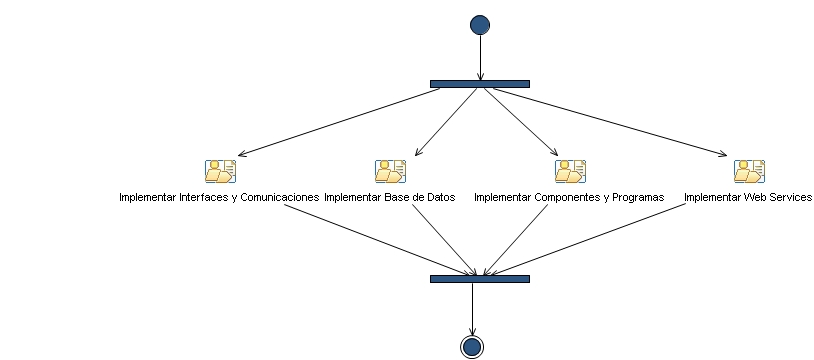 Implementar Interfaces y Comunicaciones
Implementar Base de Datos
Implementar Componentes y Programas
Implementar Web Services